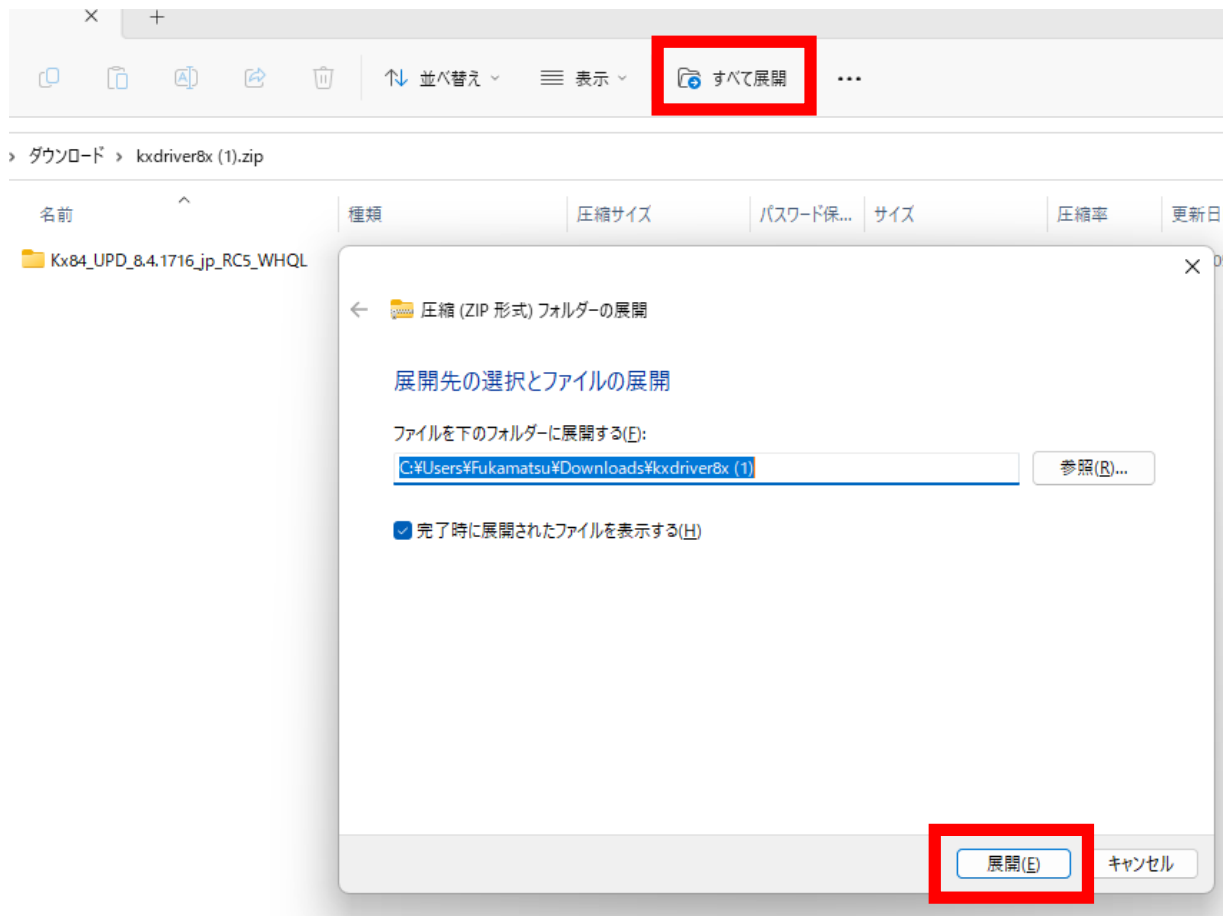 並べ替え 表示 すべて展開
ダウンロード kxdriver8x (1).zip
名前 種類 圧縮サイズ パスワード保... サイズ 圧縮率 更新日
Kx84_UPD_8.4.1716_jp_RC5_WHQL
圧縮 (ZIP 形式) フォルダーの展開
展開先の選択とファイルの展開
ファイルを下のフォルダーに展開する(F):
C:¥Users¥Fukamatsu¥Downloads¥kxdriver8x (1)
参照(R)...
完了時に展開されたファイルを表示する(H)
展開(E) キャンセル